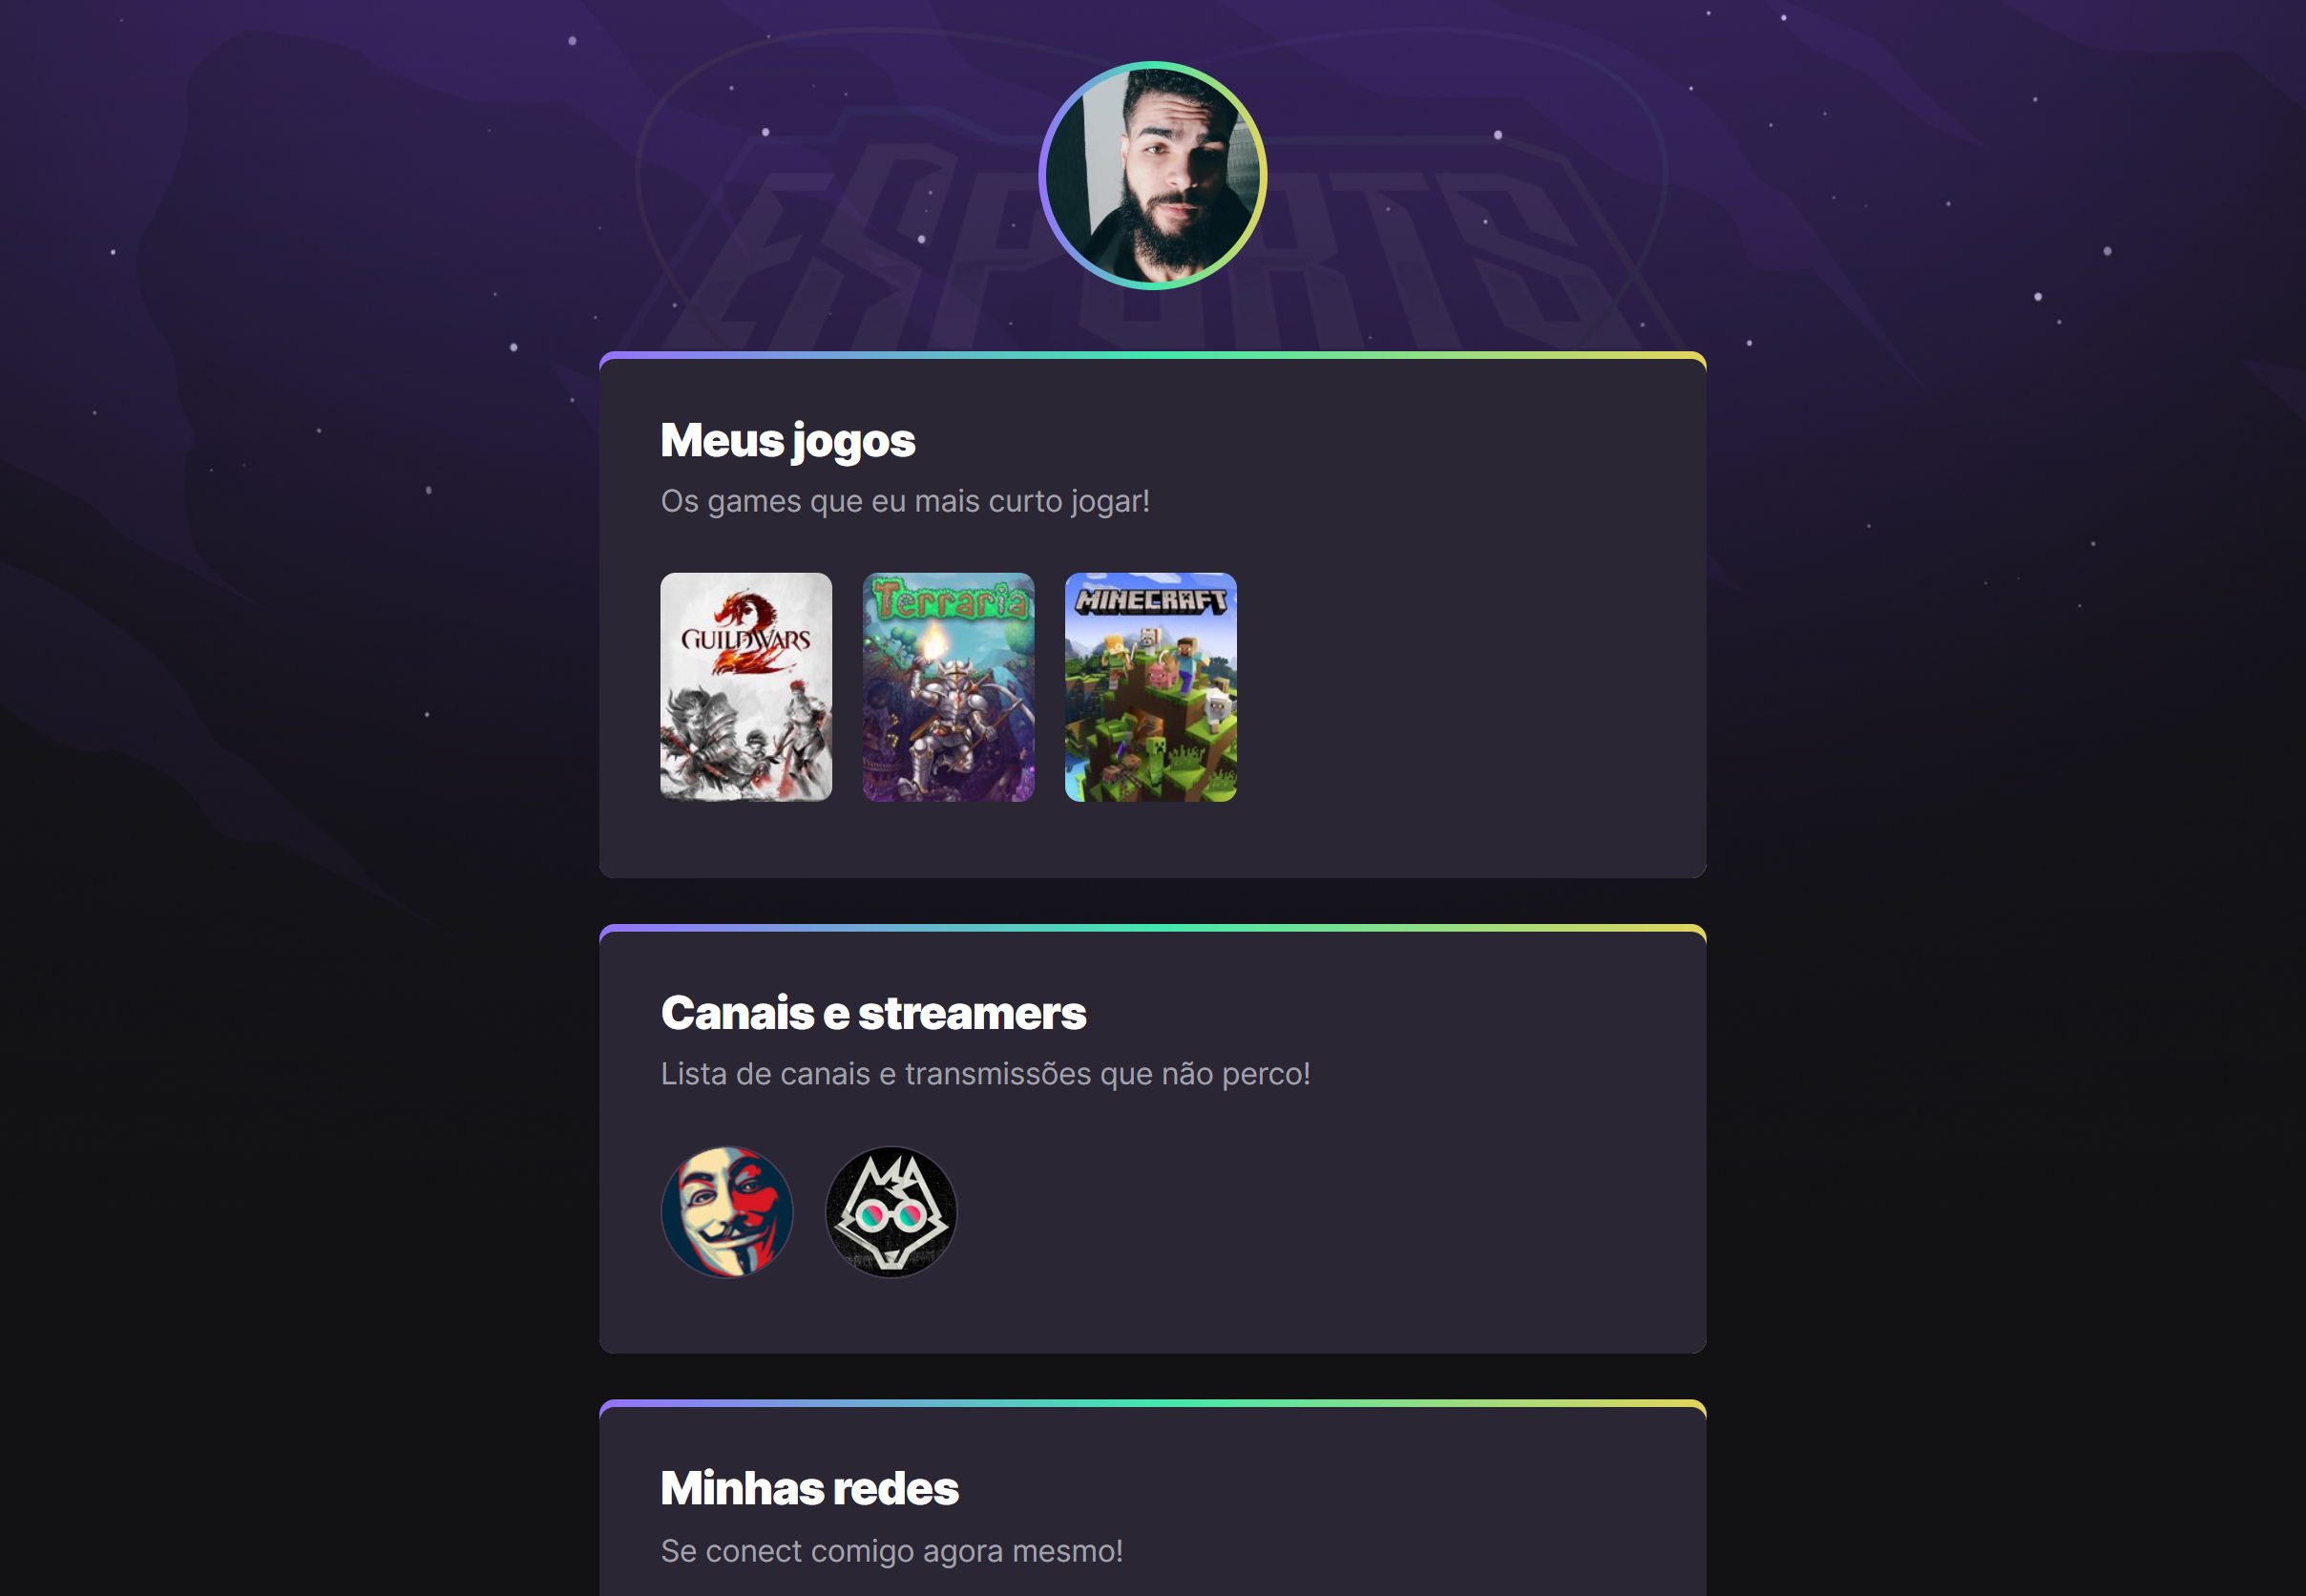 ESPORTS
Meus jogos
Os games que eu mais curto jogar!
GUILD WARS
2
Terraria
MINECRAFT
Canais e streamers
Lista de canais e transmissões que não perco!
Minhas redes
Se conect comigo agora mesmo!